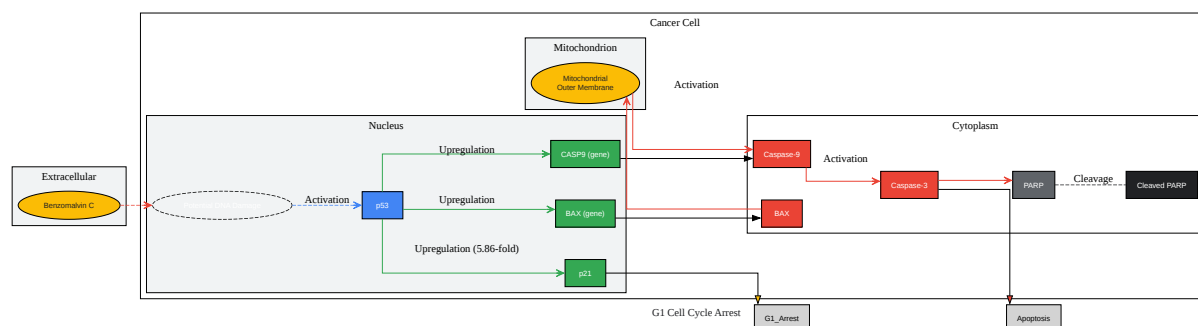 Cancer Cell
Mitochondrion
Mitochondrial
Outer Membrane
Activation
Nucleus
Cytoplasm
Upregulation
CASP9 (gene)
Caspase-9
Activation
Extracellular
Benzomalvin C
Activation
p53
Upregulation
BAX (gene)
BAX
Caspase-3
PARP
Cleavage
Cleaved PARP
Upregulation (5.86-fold)
p21
G1 Cell Cycle Arrest
G1_Arrest
Apoptosis